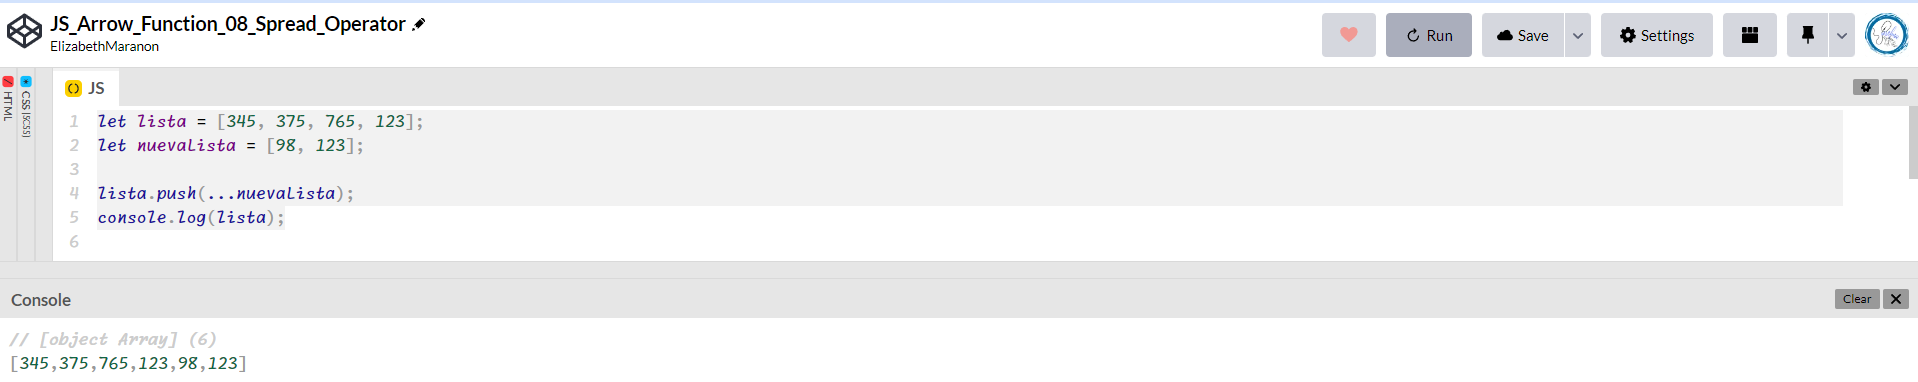 JS_Arrow_Function_08_Spread_Operator
ElizabethMaranon
Run
Save
Settings
HTML
CSS (SCSS)
JS
1 let lista = [345, 375, 765, 123];
2 let nuevaLista = [98, 123];
3
4 lista.push(...nuevaLista);
5 console.log(lista);
6
Console
Clear
// [object Array] (6)
[345,375,765,123,98,123]